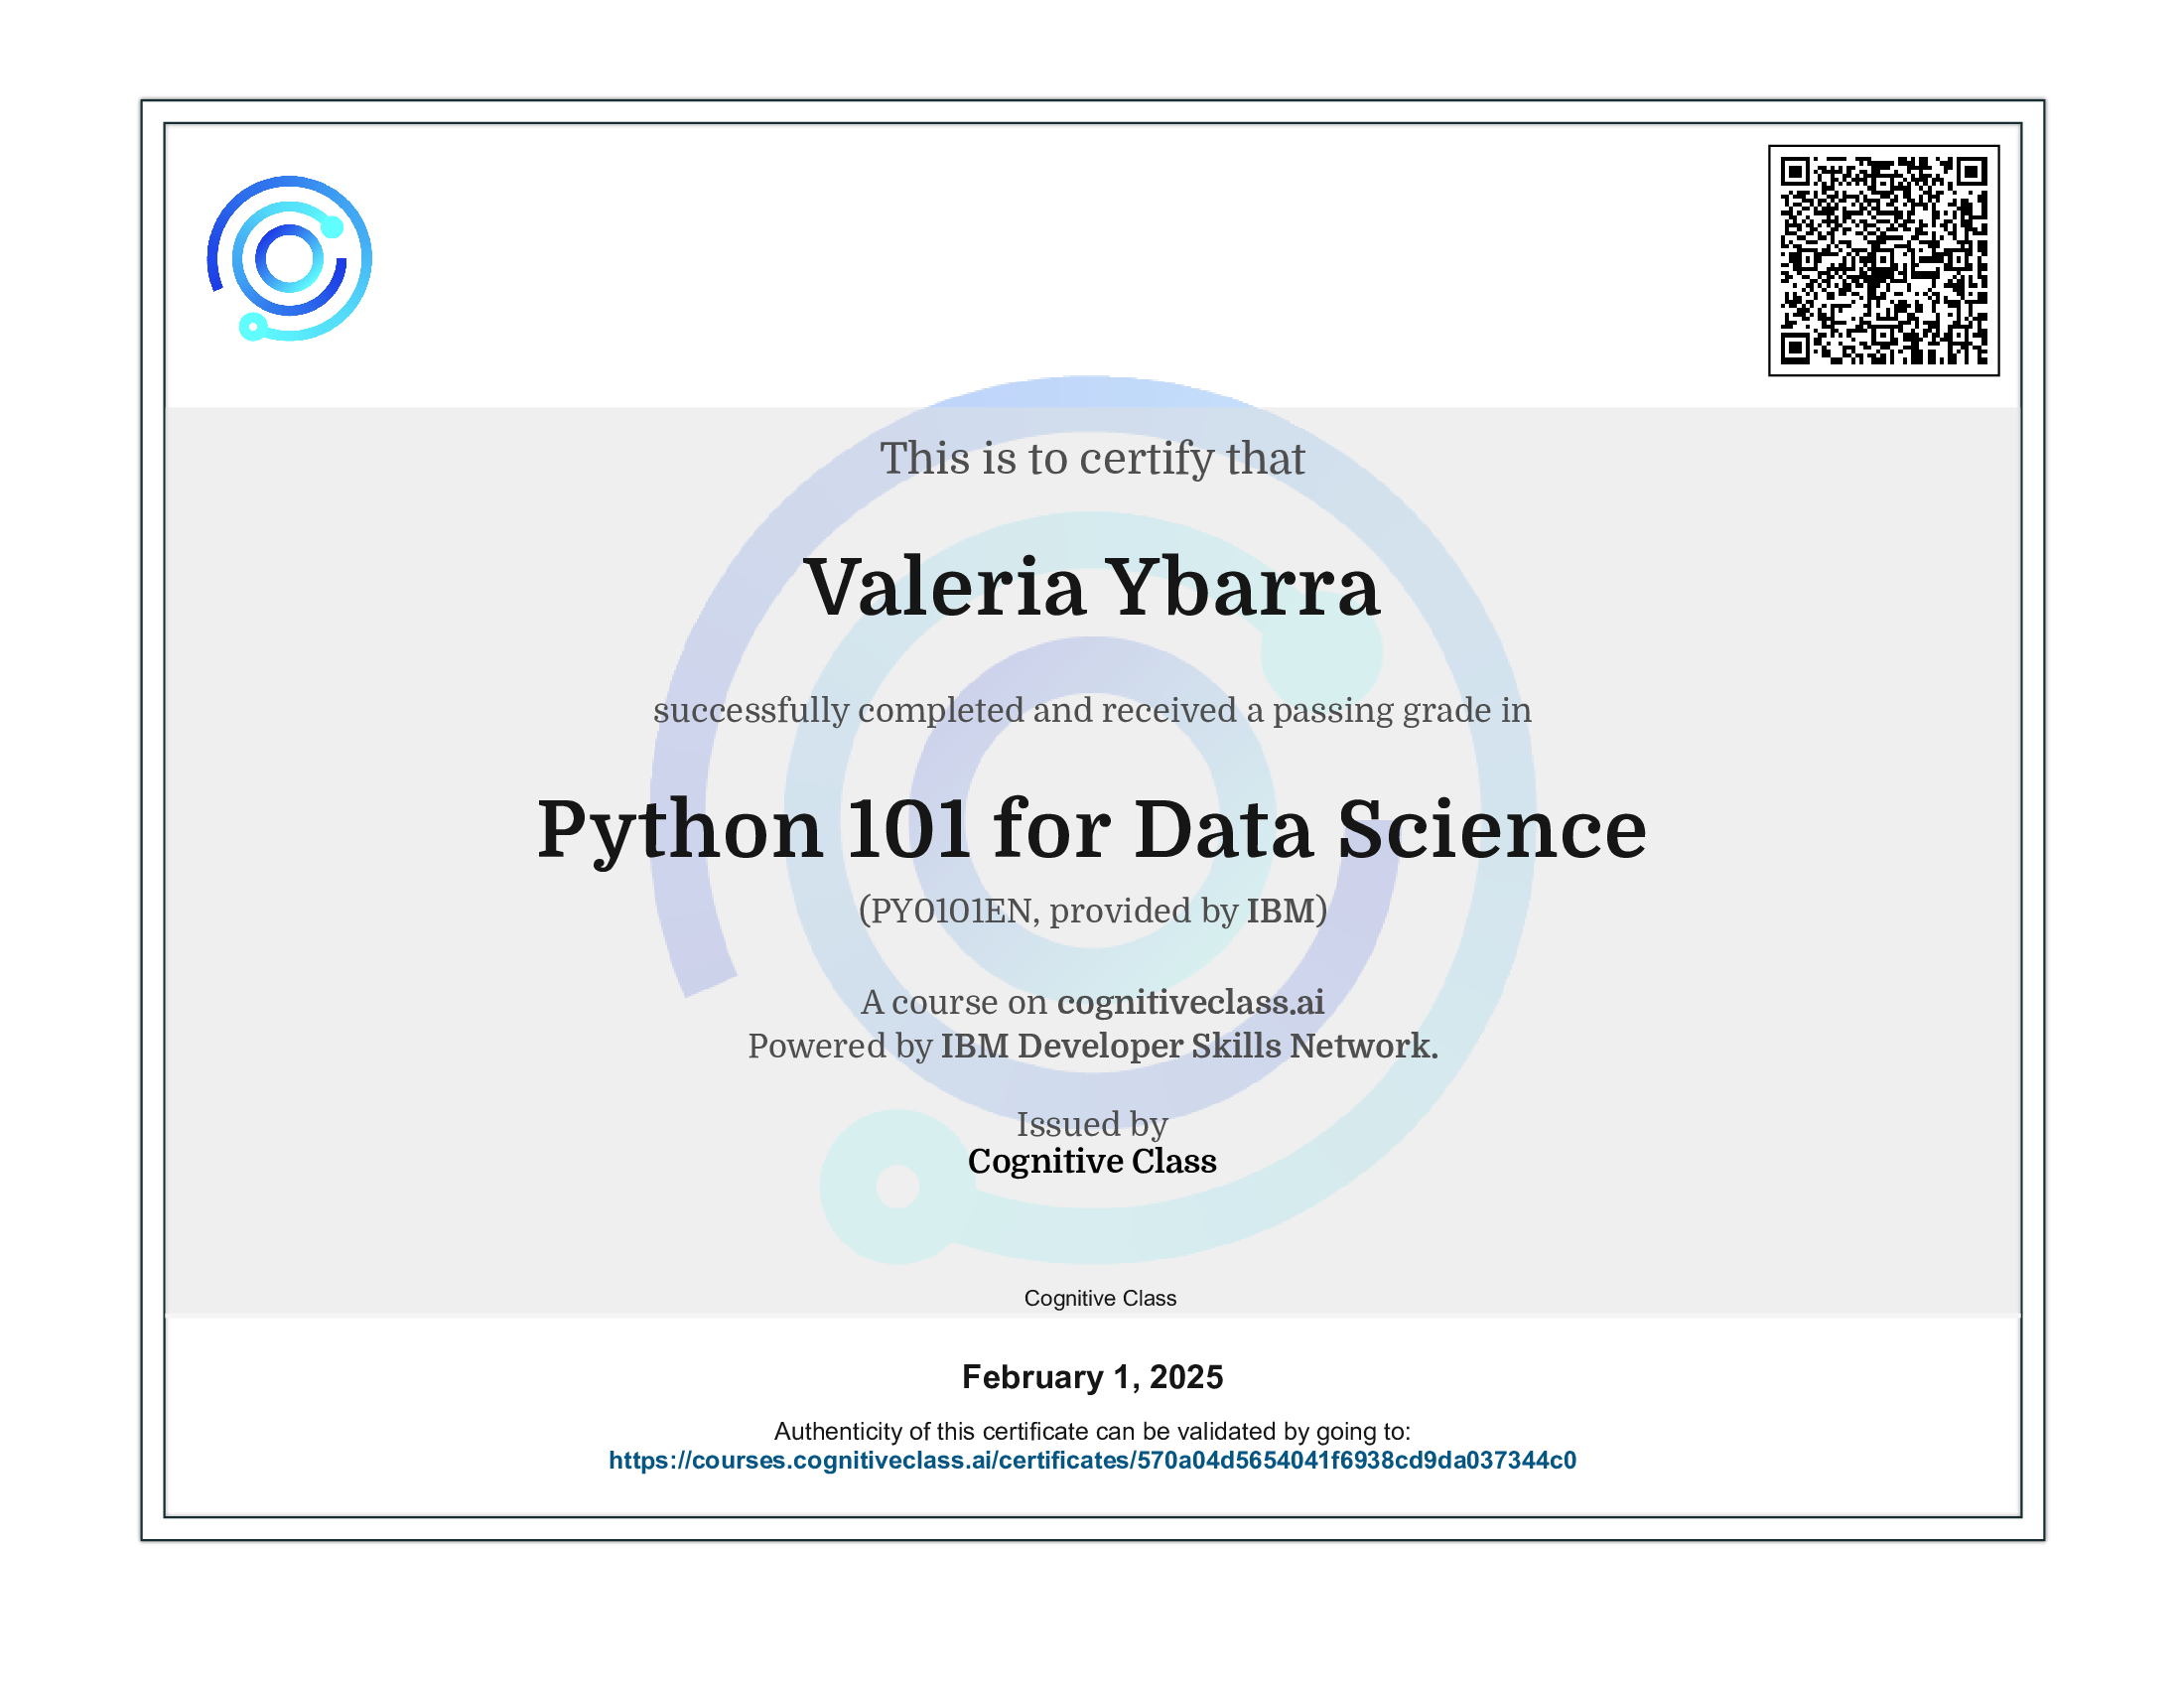 This is to certify that
Valeria Ybarra
successfully completed and received a passing grade in
Python 101 for Data Science
(PY0101EN, provided by IBM)
A course on cognitiveclass.ai
Powered by IBM Developer Skills Network.
Issued by
Cognitive Class
Cognitive Class
February 1, 2025
Authenticity of this certificate can be validated by going to:
https://courses.cognitiveclass.ai/certificates/570a04d5654041f6938cd9da037344c0